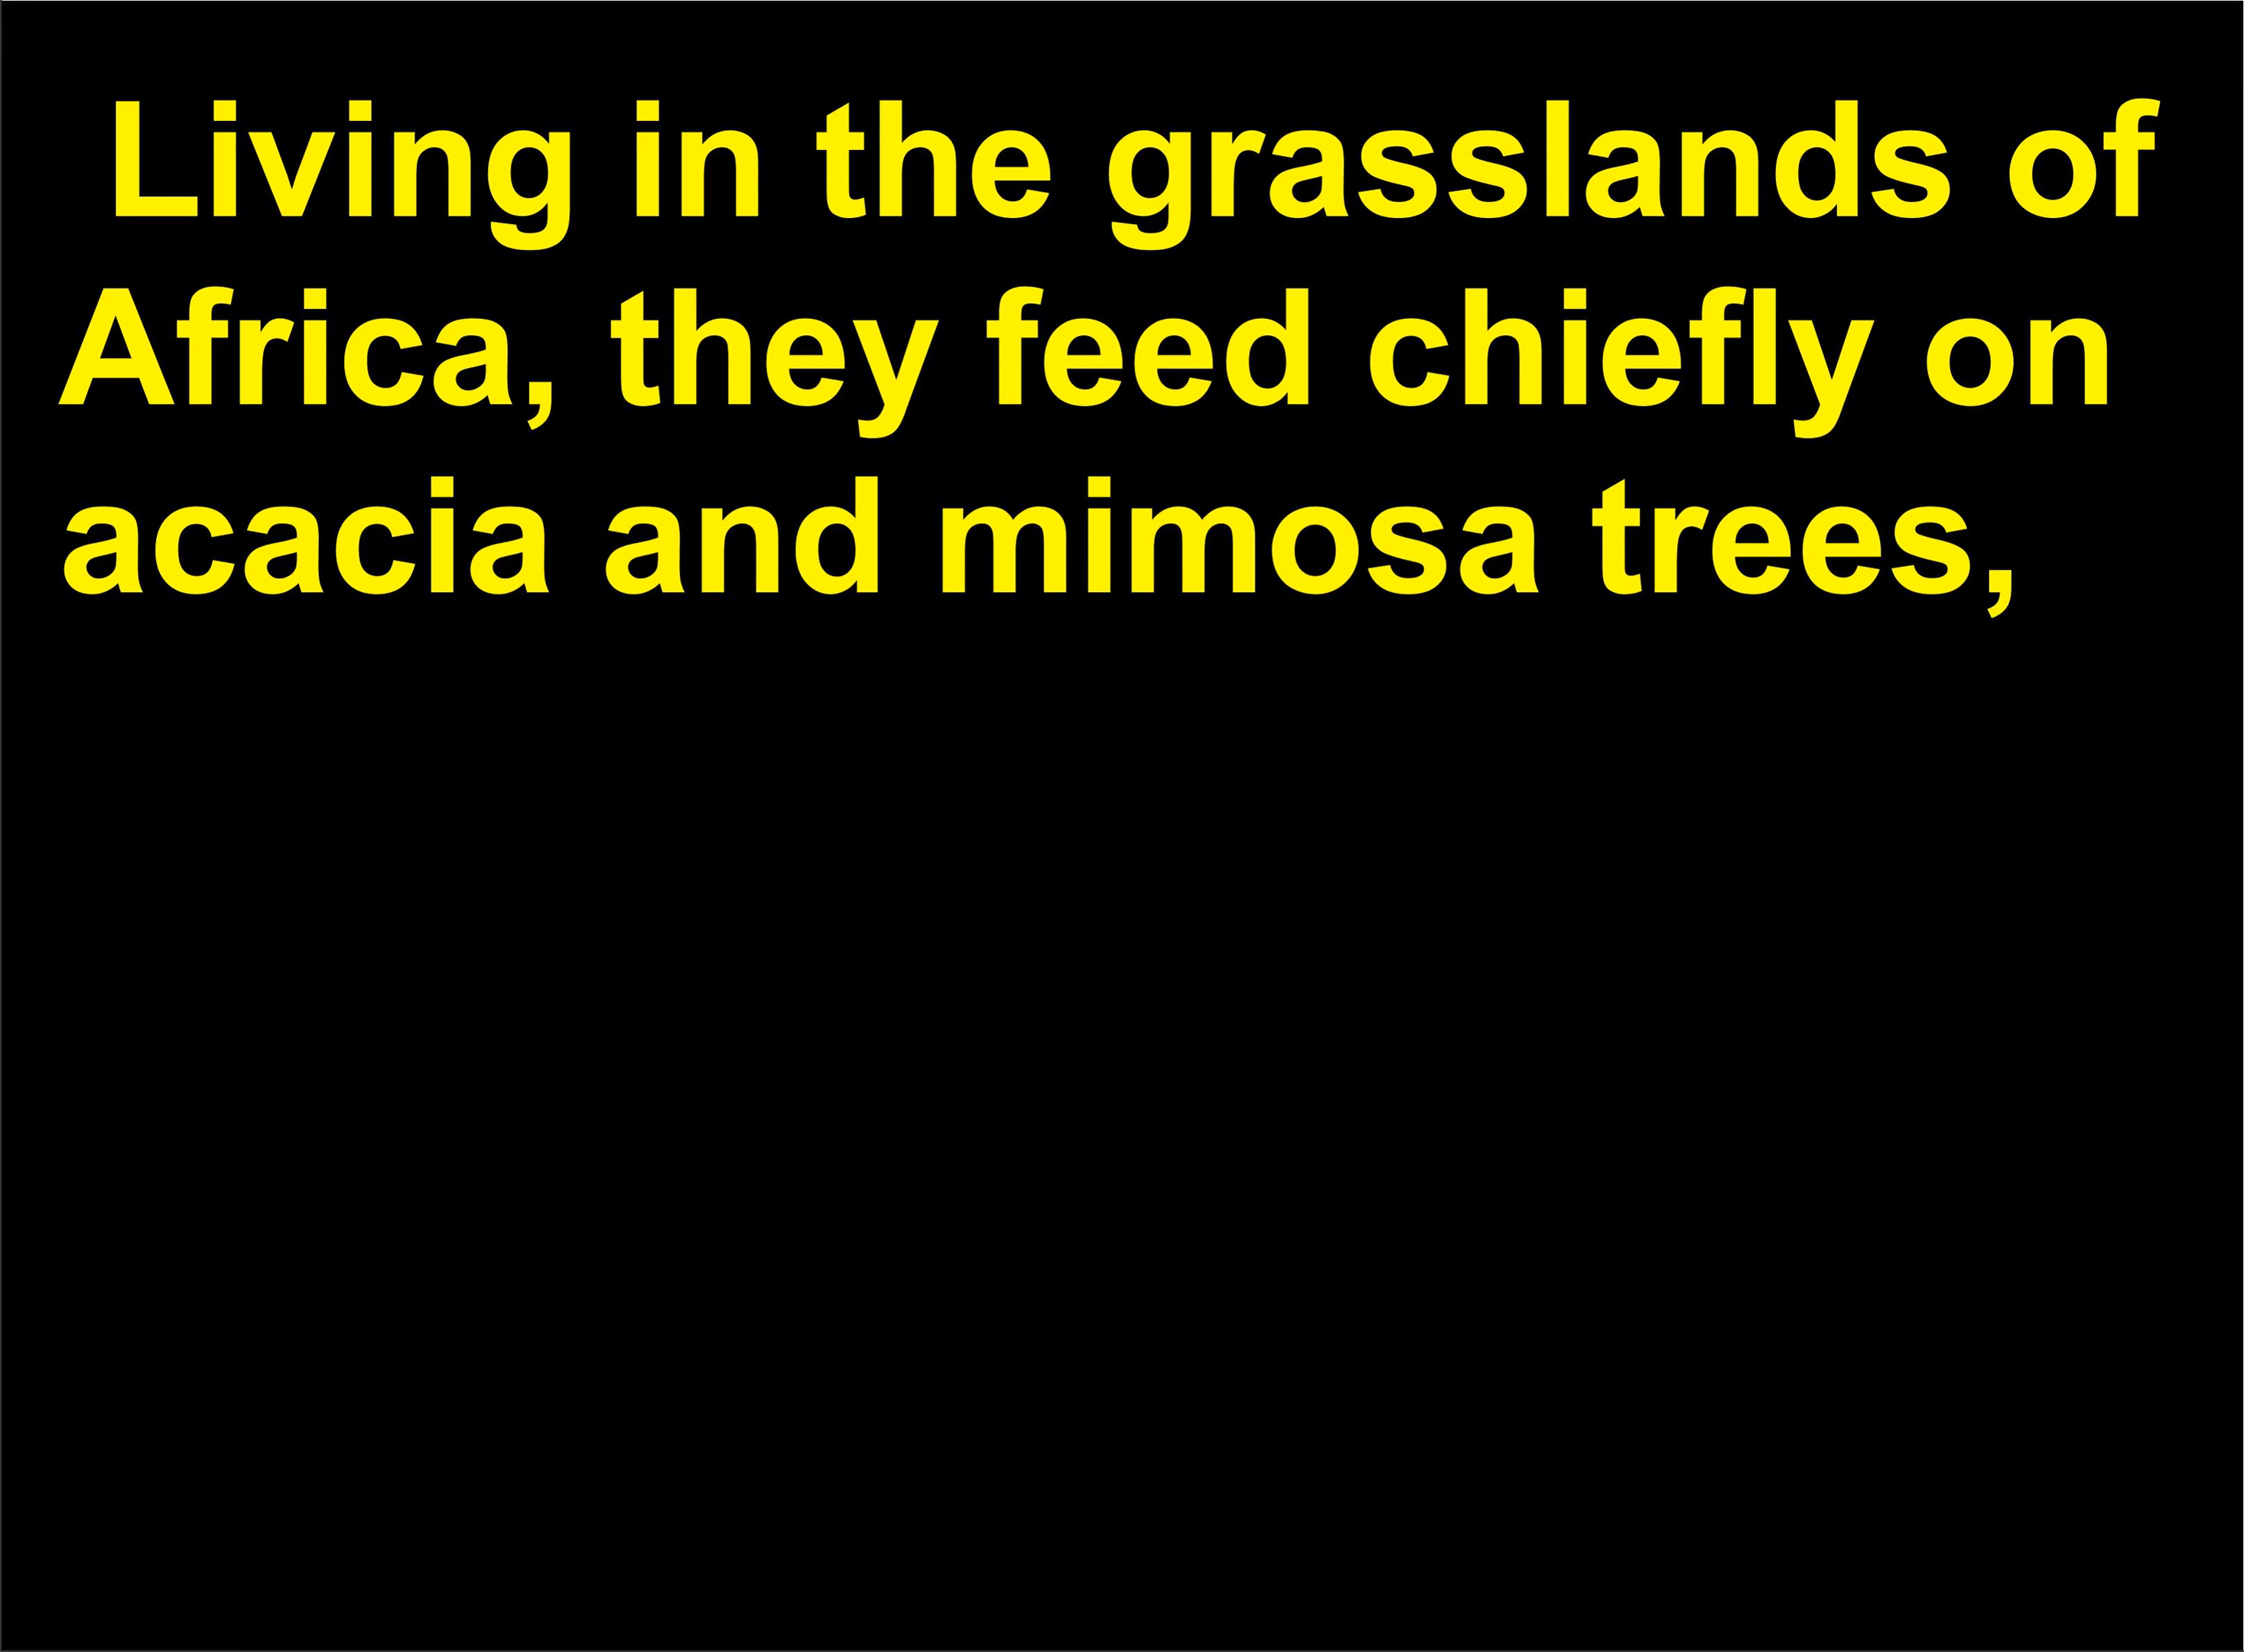 Living in the grasslands of
Africa, they feed chiefly on
acacia and mimosa trees,